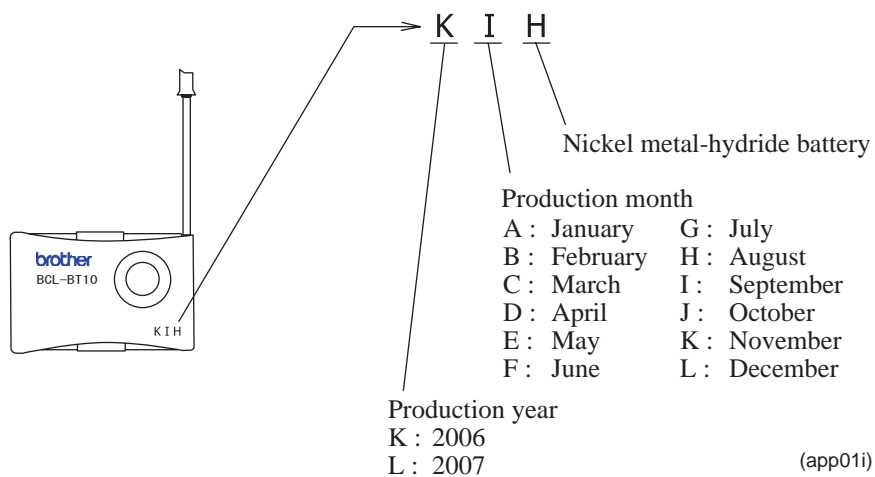 K I H
Nickel metal-hydride battery
Production month
A : January G : July
B : February H : August
C : March I : September
D : April J : October
E : May K : November
F : June L : December
brother
BCL-BT10
K I H
Production year
K : 2006
L : 2007
(app01i)